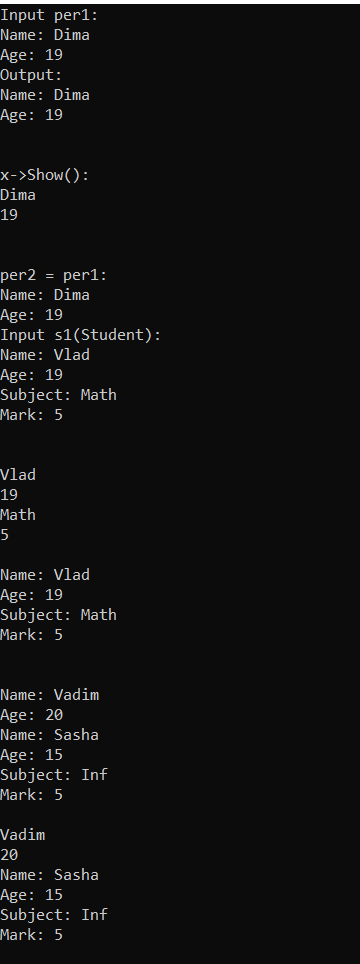 Input per1:
Name: Dima
Age: 19
Output:
Name: Dima
Age: 19
x->Show():
Dima
19
per2 = per1:
Name: Dima
Age: 19
Input s1(Student):
Name: Vlad
Age: 19
Subject: Math
Mark: 5
Vlad
19
Math
5
Name: Vlad
Age: 19
Subject: Math
Mark: 5
Name: Vadim
Age: 20
Name: Sasha
Age: 15
Subject: Inf
Mark: 5
Vadim
20
Name: Sasha
Age: 15
Subject: Inf
Mark: 5